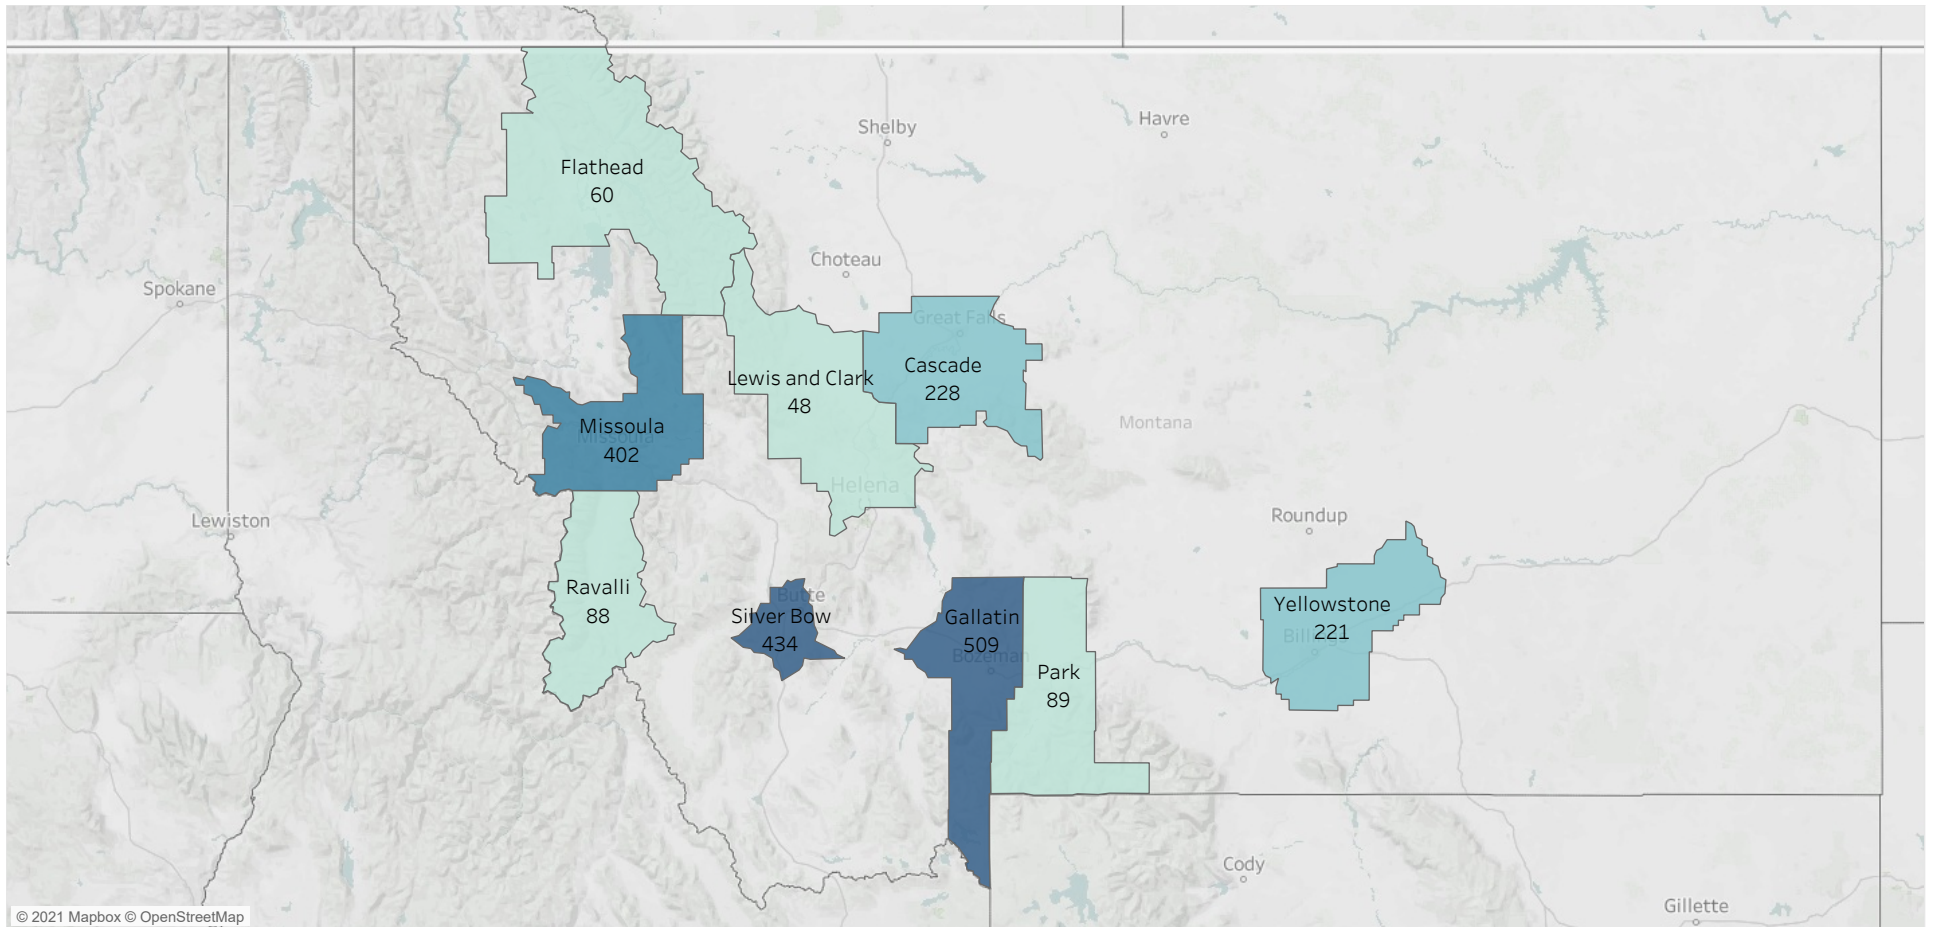 Havre
Shelby
Flathead
60
Choteau
Spokane
Great Falls
Cascade
228
Lewis and Clark
48
Montana
Missoula
Missoula
402
Helena
Lewiston
Roundup
Ravalli
88
Butte
Silver Bow
434
Gallatin
509
Bozeman
Yellowstone
221
Billings
Park
89
Cody
Gillette
© 2021 Mapbox © OpenStreetMap